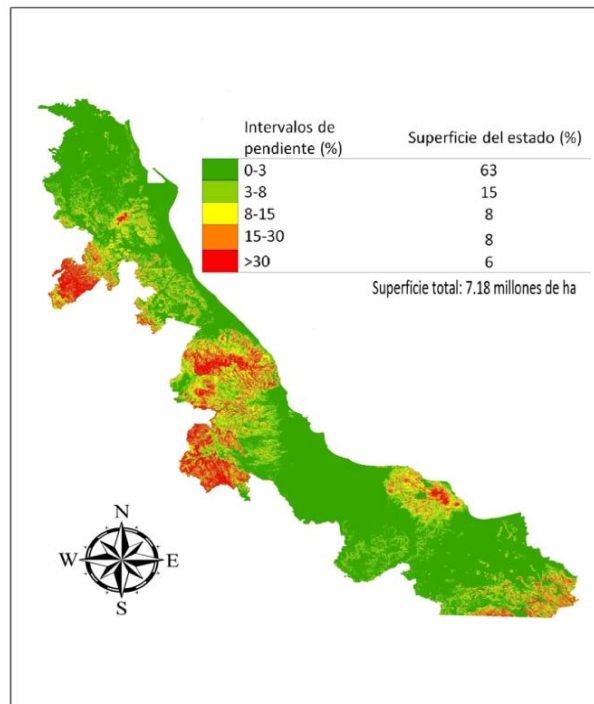 Intervalos de pendiente (%) Superficie del estado (%)
0-3 63
3-8 15
8-15 8
15-30 8
>30 6
Superficie total: 7.18 millones de ha
N
W E
S